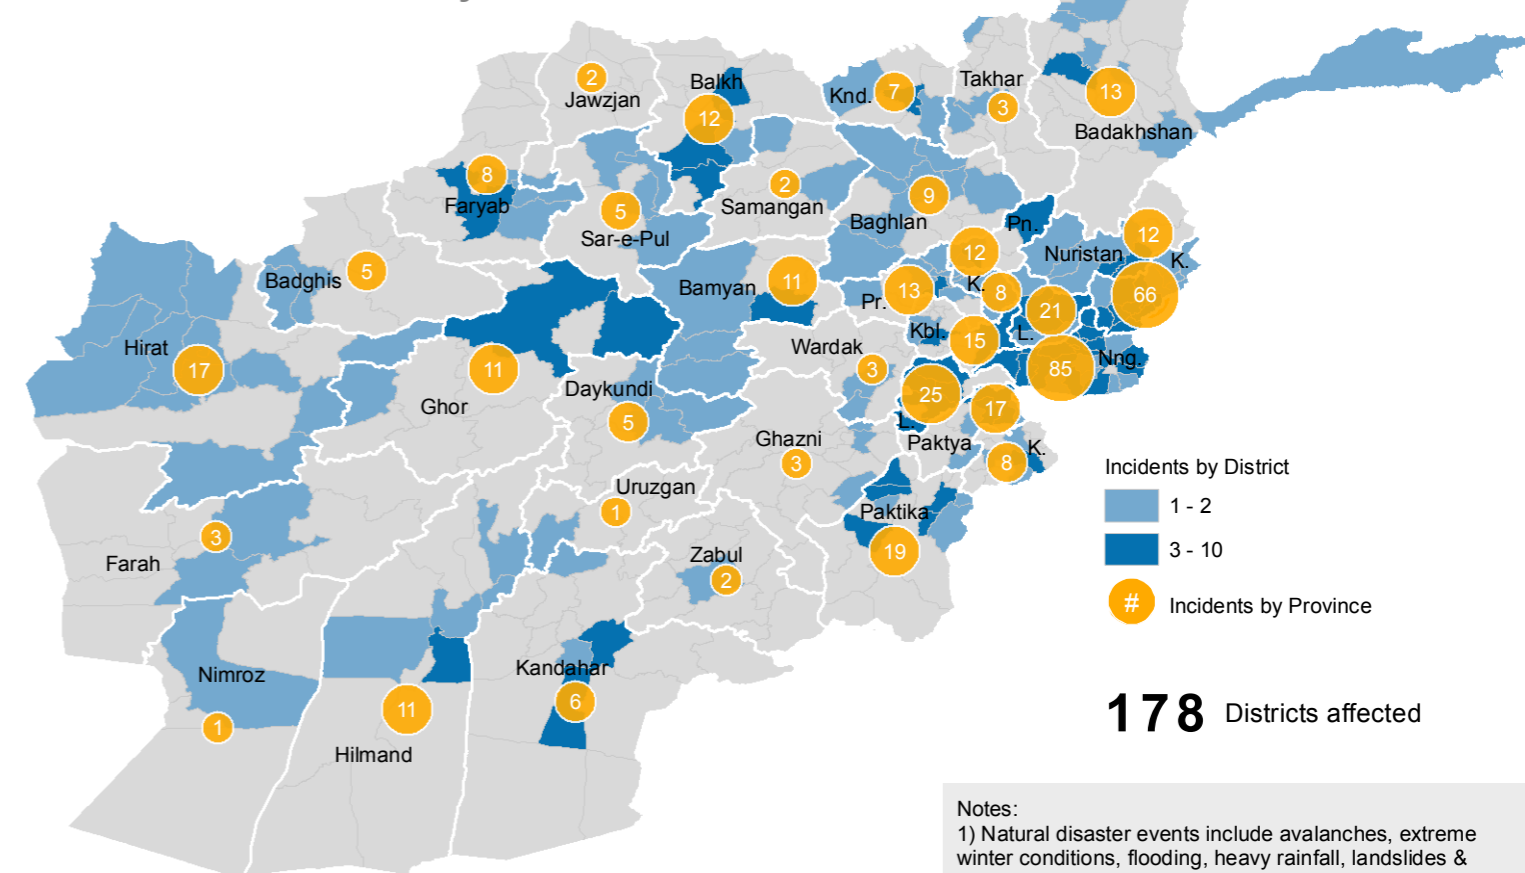 2
Jawzjan
Balkh
12
Knd.
7
Takhar
3
13
Badakhshan
8
Faryab
5
Sar-e-Pul
2
Samangan
9
Baghlan
Pn.
12
Nuristan
K.
12
K.
66
Badghis
5
Bamyan
11
Pr.
13
8
21
L.
Kbl.
15
Hirat
17
Wardak
3
85
Nng.
11
Ghor
Daykundi
5
25
L.
17
Paktya
K.
8
Ghazni
3
Uruzgan
1
Paktika
19
3
Farah
Zabul
2
Nimroz
1
Kandahar
6
11
Hilmand
Incidents by District
1 - 2
3 - 10
# Incidents by Province
178 Districts affected
Notes:
1) Natural disaster events include avalanches, extreme
winter conditions, flooding, heavy rainfall, landslides &